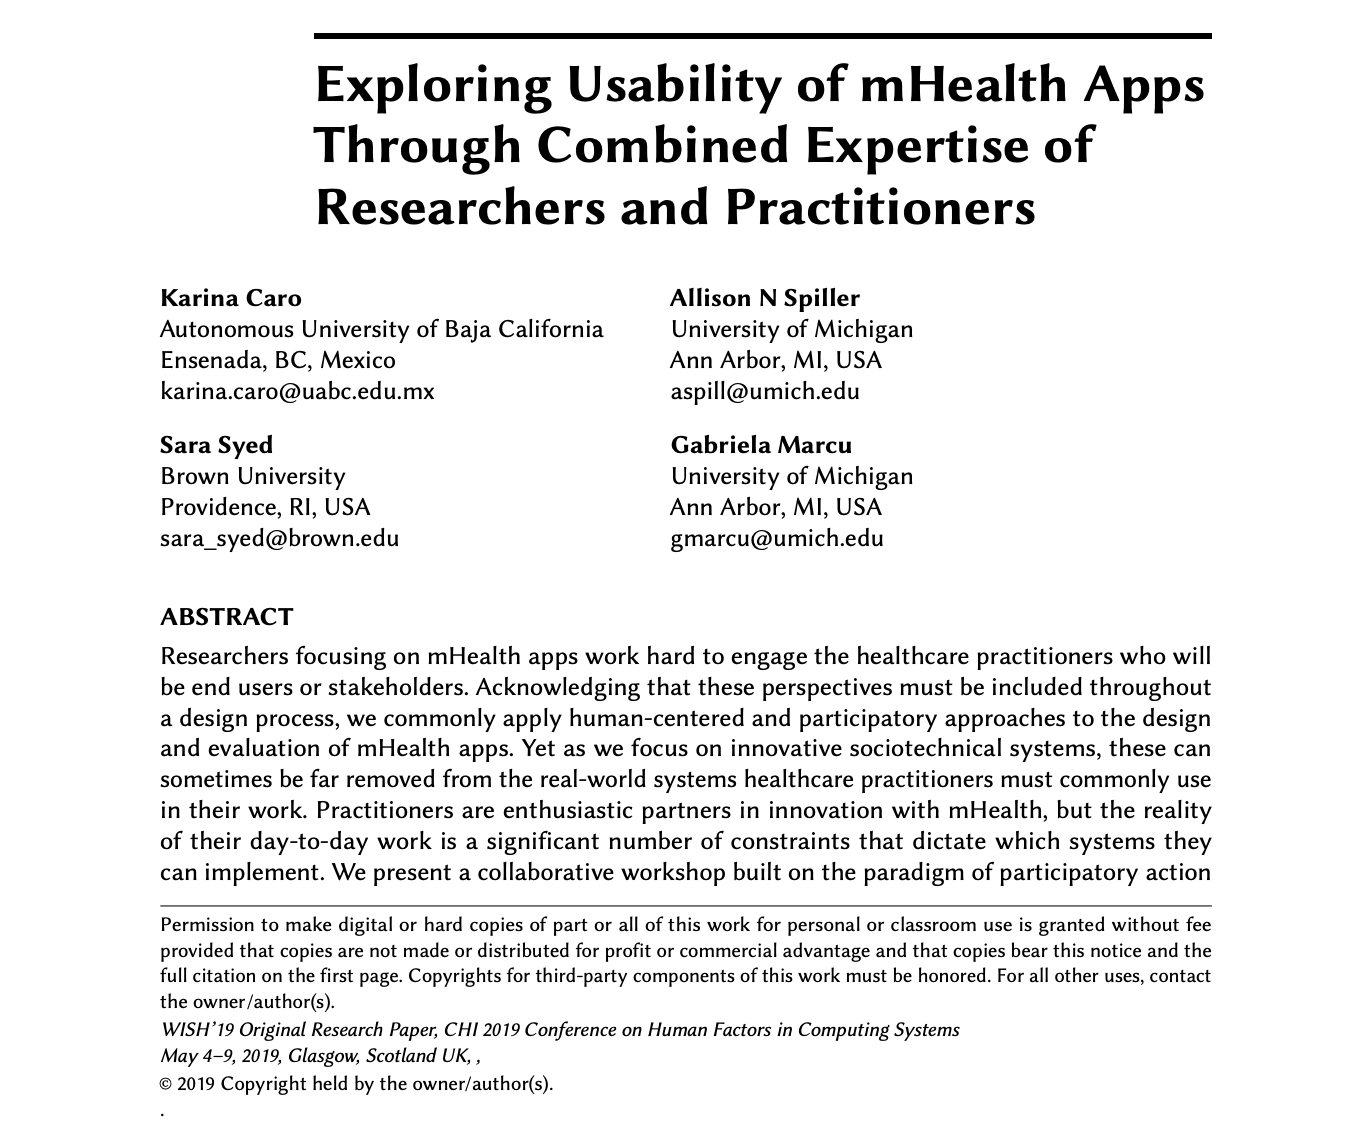 Exploring Usability of mHealth Apps
Through Combined Expertise of
Researchers and Practitioners
Karina Caro
Autonomous University of Baja California
Ensenada, BC, Mexico
karina.caro@uabc.edu.mx
Allison N Spiller
University of Michigan
Ann Arbor, MI, USA
aspill@umich.edu
Sara Syed
Brown University
Providence, RI, USA
sara_syed@brown.edu
Gabriela Marcu
University of Michigan
Ann Arbor, MI, USA
gmarcu@umich.edu
ABSTRACT
Researchers focusing on mHealth apps work hard to engage the healthcare practitioners who will
be end users or stakeholders. Acknowledging that these perspectives must be included throughout
a design process, we commonly apply human-centered and participatory approaches to the design
and evaluation of mHealth apps. Yet as we focus on innovative sociotechnical systems, these can
sometimes be far removed from the real-world systems healthcare practitioners must commonly use
in their work. Practitioners are enthusiastic partners in innovation with mHealth, but the reality
of their day-to-day work is a significant number of constraints that dictate which systems they
can implement. We present a collaborative workshop built on the paradigm of participatory action
Permission to make digital or hard copies of part or all of this work for personal or classroom use is granted without fee
provided that copies are not made or distributed for profit or commercial advantage and that copies bear this notice and the
full citation on the first page. Copyrights for third-party components of this work must be honored. For all other uses, contact
the owner/author(s).
WISH'19 Original Research Paper, CHI 2019 Conference on Human Factors in Computing Systems
May 4–9, 2019, Glasgow, Scotland UK, ,
© 2019 Copyright held by the owner/author(s).
.